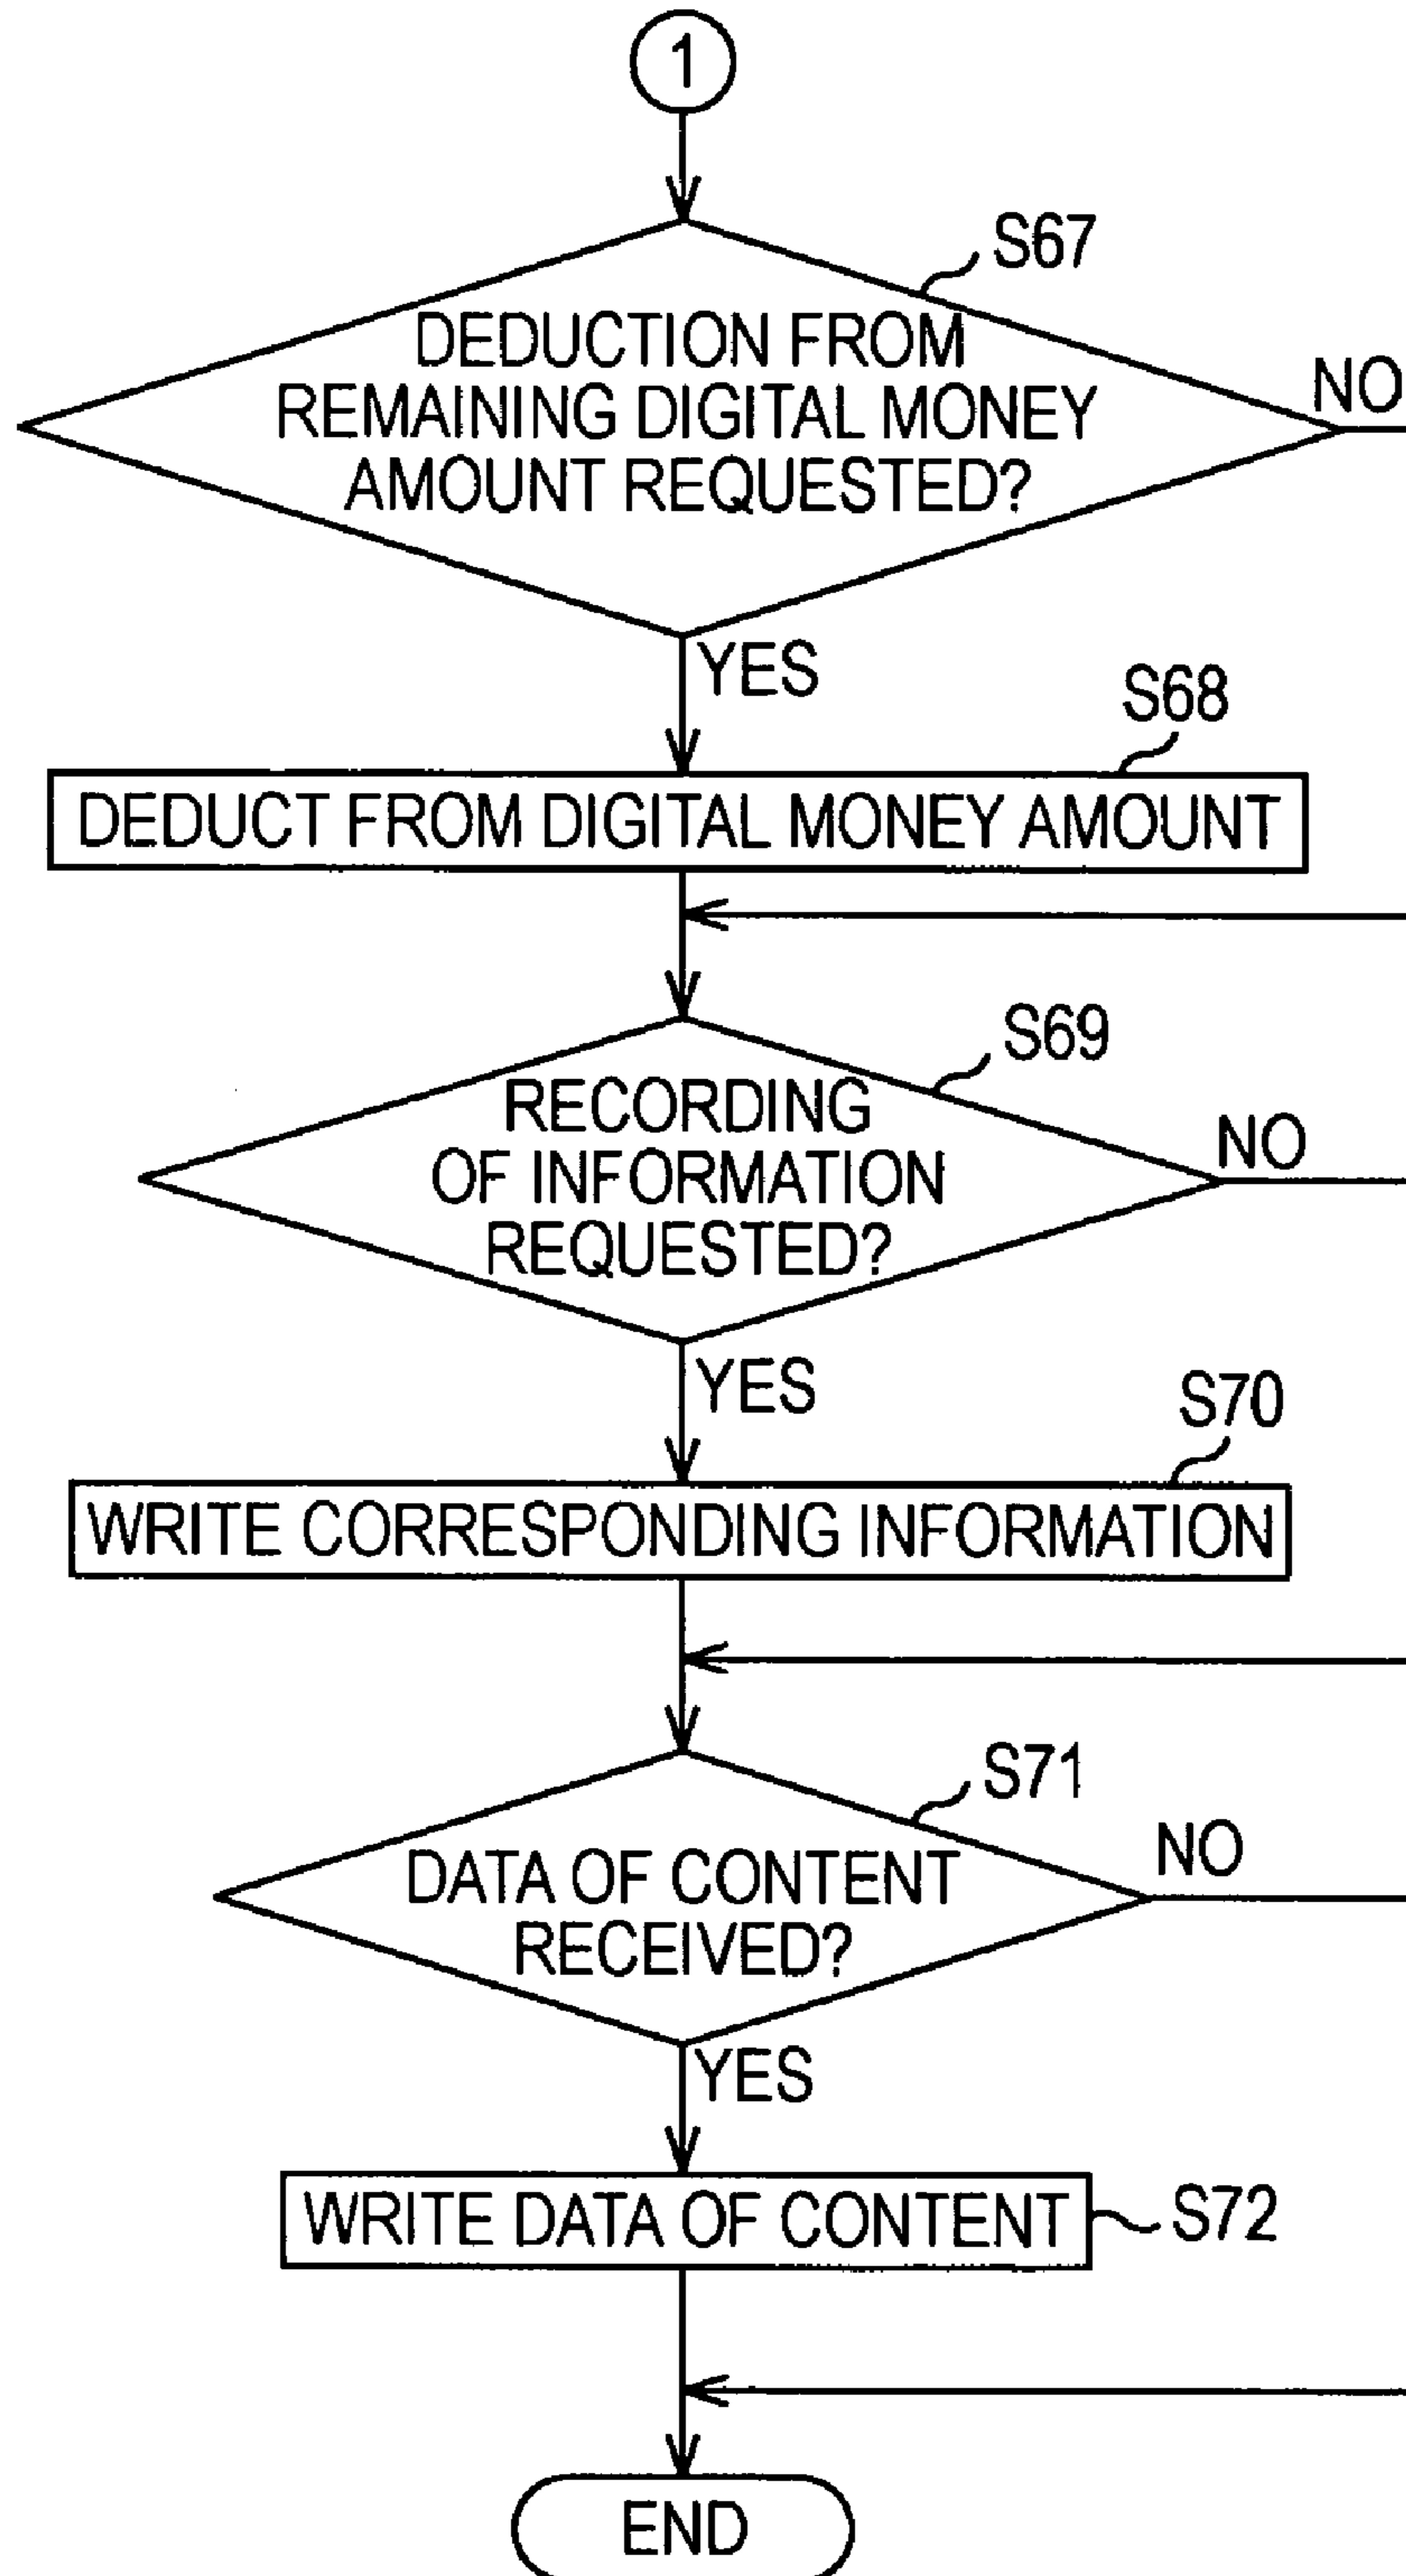 1
S67
DEDUCTION FROM
REMAINING DIGITAL MONEY
AMOUNT REQUESTED?
NO
YES
S68
DEDUCT FROM DIGITAL MONEY AMOUNT
S69
RECORDING
OF INFORMATION
REQUESTED?
NO
YES
S70
WRITE CORRESPONDING INFORMATION
S71
DATA OF CONTENT
RECEIVED?
NO
YES
WRITE DATA OF CONTENT
S72
END